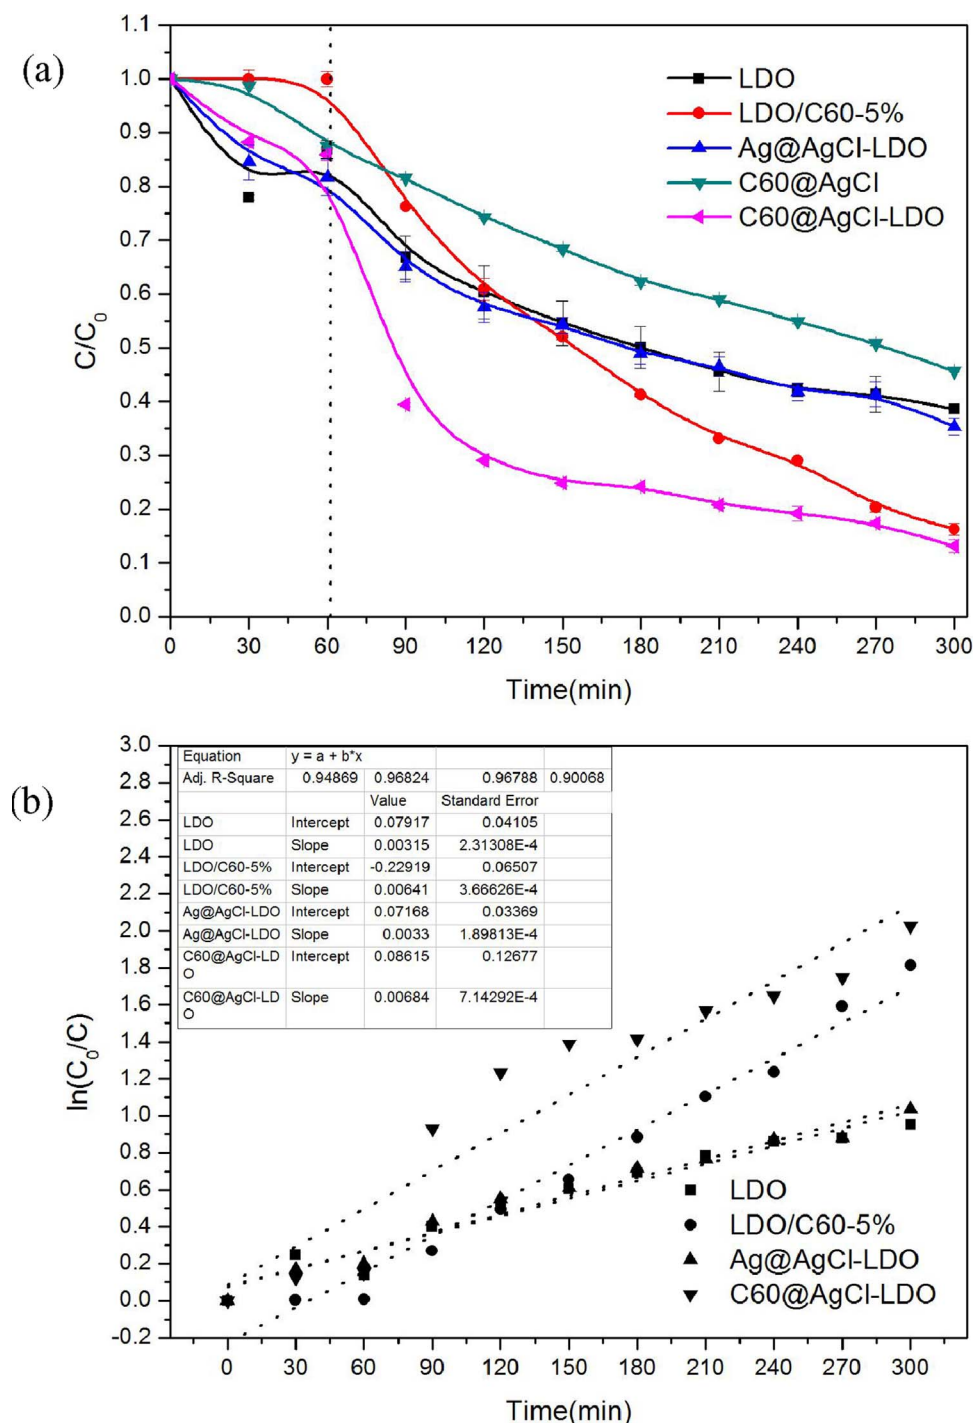 (a)
C/C0
1.1
1.0
0.9
0.8
0.7
0.6
0.5
0.4
0.3
0.2
0.1
0.0
LDO
LDO/C60-5%
Ag@AgCl-LDO
C60@AgCl
C60@AgCl-LDO
0 30 60 90 120 150 180 210 240 270 300
Time(min)
(b)
ln(C0/C)
3.0
2.8
2.6
2.4
2.2
2.0
1.8
1.6
1.4
1.2
1.0
0.8
0.6
0.4
0.2
0.0
-0.2
Equation y = a + b*x
Adj. R-Square 0.94869 0.96824 0.96788 0.90068
Value Standard Error
LDO Intercept 0.07917 0.04105
LDO Slope 0.00315 2.31308E-4
LDO/C60-5% Intercept -0.22919 0.06507
LDO/C60-5% Slope 0.00641 3.66626E-4
Ag@AgCl-LDO Intercept 0.07168 0.03369
Ag@AgCl-LDO Slope 0.0033 1.89813E-4
C60@AgCl-LD Intercept 0.08615 0.12677
O
C60@AgCl-LD Slope 0.00684 7.14292E-4
O
LDO
LDO/C60-5%
Ag@AgCl-LDO
C60@AgCl-LDO
0 30 60 90 120 150 180 210 240 270 300
Time(min)